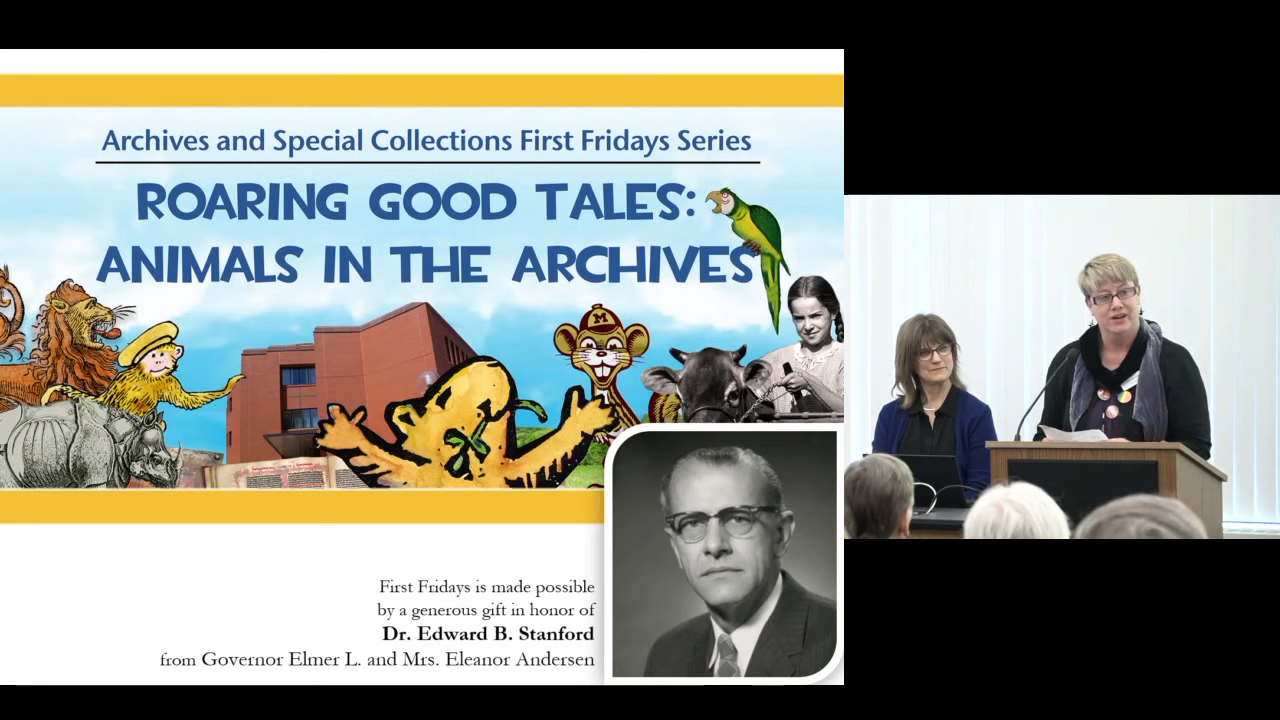 Archives and Special Collections First Fridays Series
ROARING GOOD TALES:
ANIMALS IN THE ARCHIVES
M
First Fridays is made possible
by a generous gift in honor of
Dr. Edward B. Stanford
from Governor Elmer L. and Mrs. Eleanor Andersen